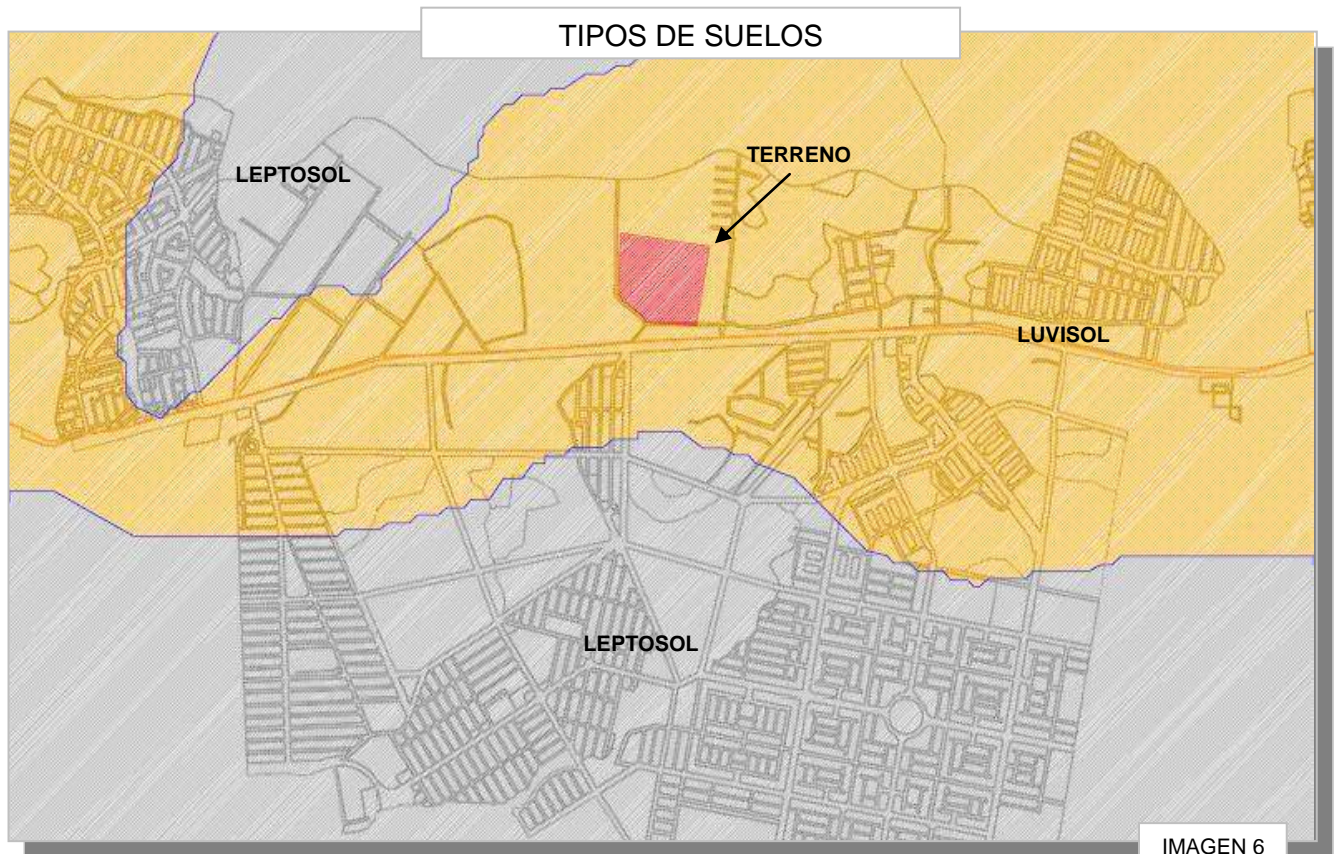 TIPOS DE SUELOS
TERRENO
LEPTOSOL
LUVISOL
LEPTOSOL
IMAGEN 6